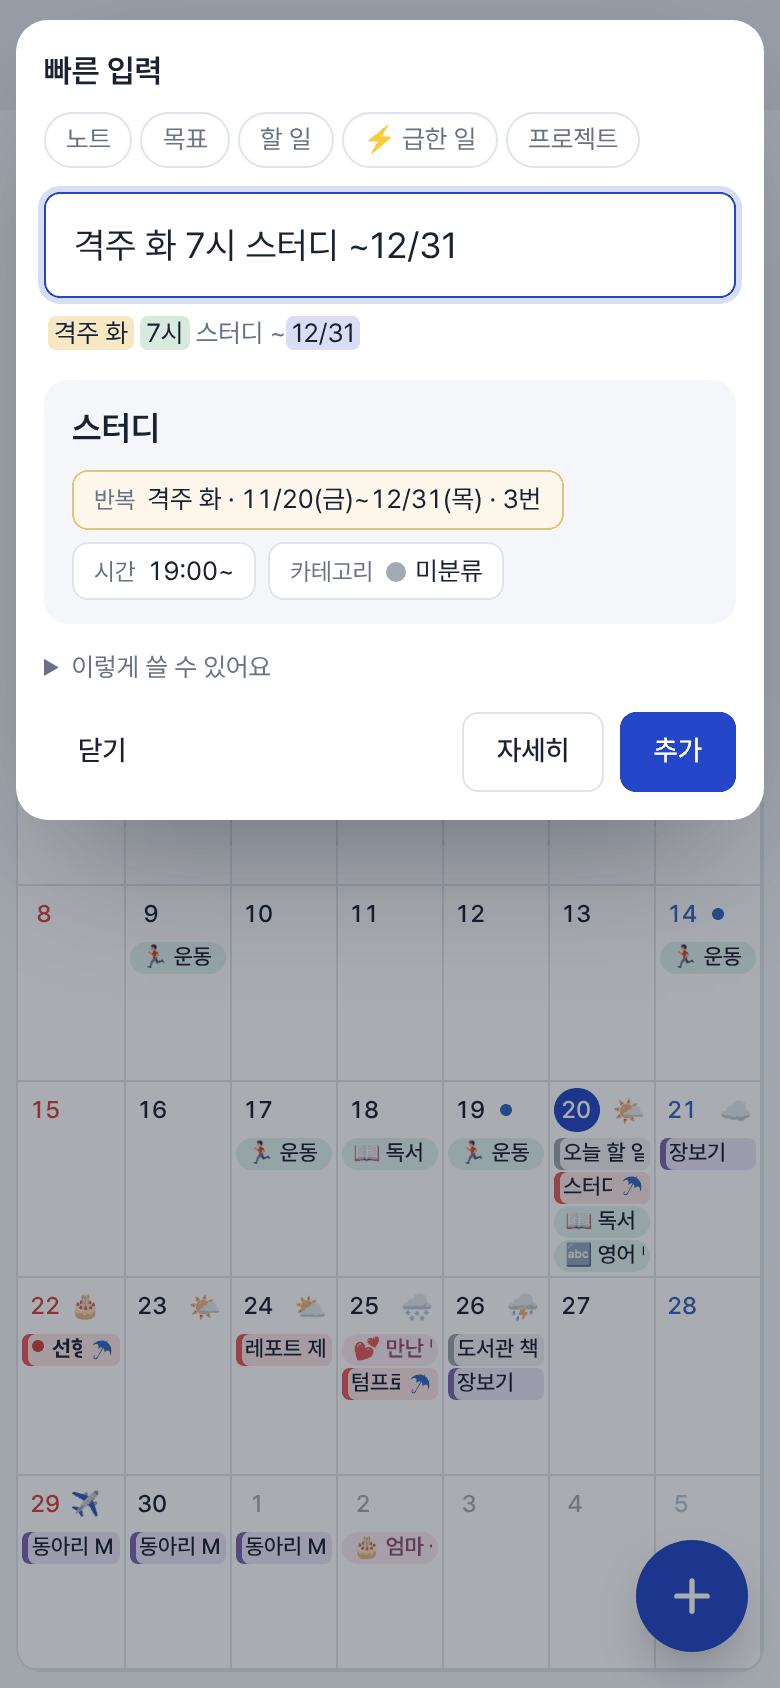 빠른 입력
노트 목표 할 일 ⚡ 급한 일 프로젝트
격주 화 7시 스터디 ~12/31
격주 화 7시 스터디 ~12/31
스터디
반복 격주 화 · 11/20(금)~12/31(목) · 3번
시간 19:00~ 카테고리 미분류
▶ 이렇게 쓸 수 있어요
닫기 자세히 추가
8 9 10 11 12 13 14
운동 운동
15 16 17 18 19 20 21
운동 독서 운동 오늘 할 일 장보기
독서
abc 영어
22 23 24 25 26 27 28
레포트 제 만난 도서관 책
장보기
29 30 1 2 3 4 5
동아리 M 동아리 M 동아리 M 엄마
+